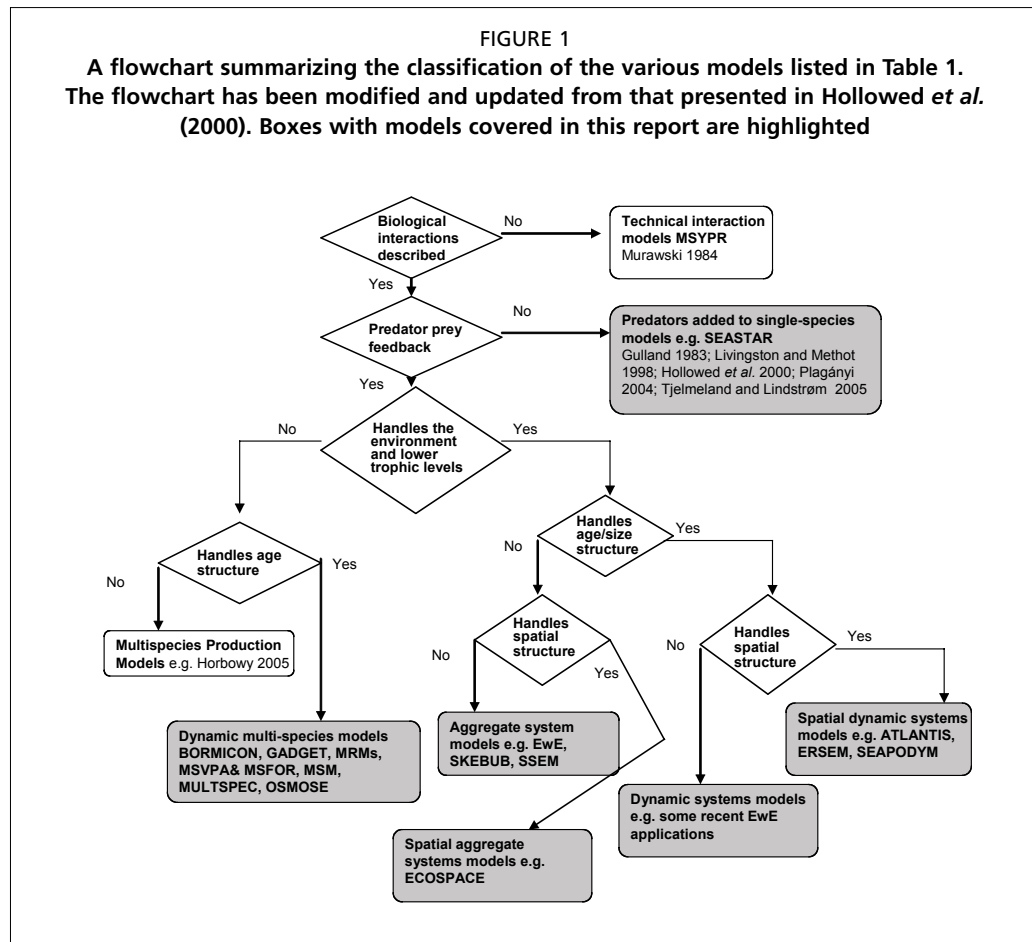 FIGURE 1
A flowchart summarizing the classification of the various models listed in Table 1.
The flowchart has been modified and updated from that presented in Hollowed et al.
(2000). Boxes with models covered in this report are highlighted
Biological
interactions
described
No
Technical interaction
models MSYPR
Murawski 1984
Yes
Predator prey
feedback
No
Predators added to single-species
models e.g. SEASTAR
Gulland 1983; Livingston and Methot
1998; Hollowed et al. 2000; Plagányi
2004; Tjelmeland and Lindstrøm 2005
Yes
Handles the
environment
and lower
trophic levels
No
Yes
Handles age
structure
No
Yes
Multispecies Production
Models e.g. Horbowy 2005
Dynamic multi-species models
BORMICON, GADGET, MRMs,
MSVPA& MSFOR, MSM,
MULTSPEC, OSMOSE
Handles
age/size
structure
No
Yes
Handles
spatial
structure
No
Yes
Aggregate system
models e.g. EwE,
SKEBUB, SSEM
Spatial aggregate
systems models e.g.
ECOSPACE
Handles
spatial
structure
No
Yes
Dynamic systems models
e.g. some recent EwE
applications
Spatial dynamic systems
models e.g. ATLANTIS,
ERSEM, SEAPODYM